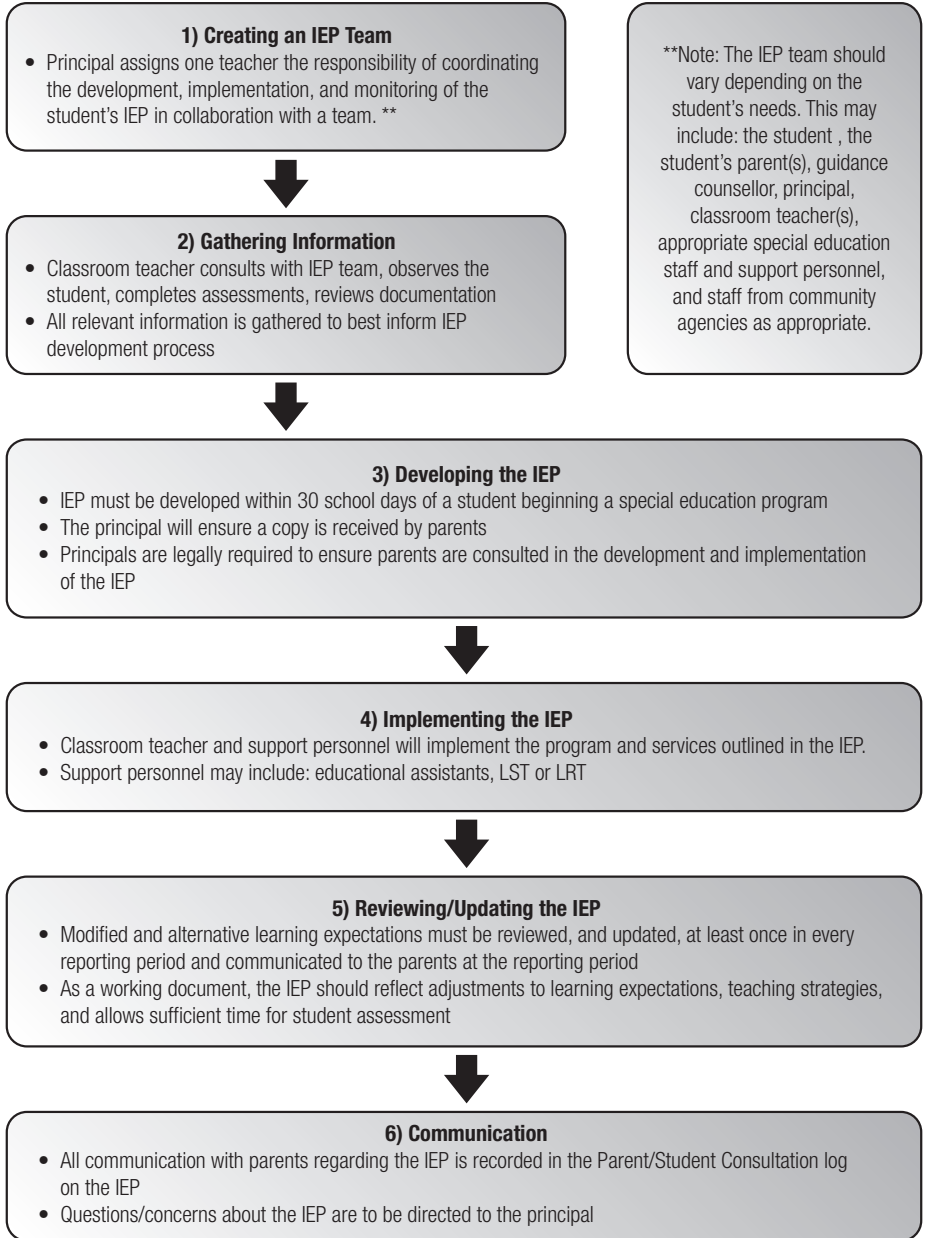 1) Creating an IEP Team
• Principal assigns one teacher the responsibility of coordinating
the development, implementation, and monitoring of the
student's IEP in collaboration with a team. **
**Note: The IEP team should
vary depending on the
student's needs. This may
include: the student , the
student's parent(s), guidance
counsellor, principal,
classroom teacher(s),
appropriate special education
staff and support personnel,
and staff from community
agencies as appropriate.
2) Gathering Information
• Classroom teacher consults with IEP team, observes the
student, completes assessments, reviews documentation
• All relevant information is gathered to best inform IEP
development process
3) Developing the IEP
• IEP must be developed within 30 school days of a student beginning a special education program
• The principal will ensure a copy is received by parents
• Principals are legally required to ensure parents are consulted in the development and implementation
of the IEP
4) Implementing the IEP
• Classroom teacher and support personnel will implement the program and services outlined in the IEP.
• Support personnel may include: educational assistants, LST or LRT
5) Reviewing/Updating the IEP
• Modified and alternative learning expectations must be reviewed, and updated, at least once in every
reporting period and communicated to the parents at the reporting period
• As a working document, the IEP should reflect adjustments to learning expectations, teaching strategies,
and allows sufficient time for student assessment
6) Communication
• All communication with parents regarding the IEP is recorded in the Parent/Student Consultation log
on the IEP
• Questions/concerns about the IEP are to be directed to the principal